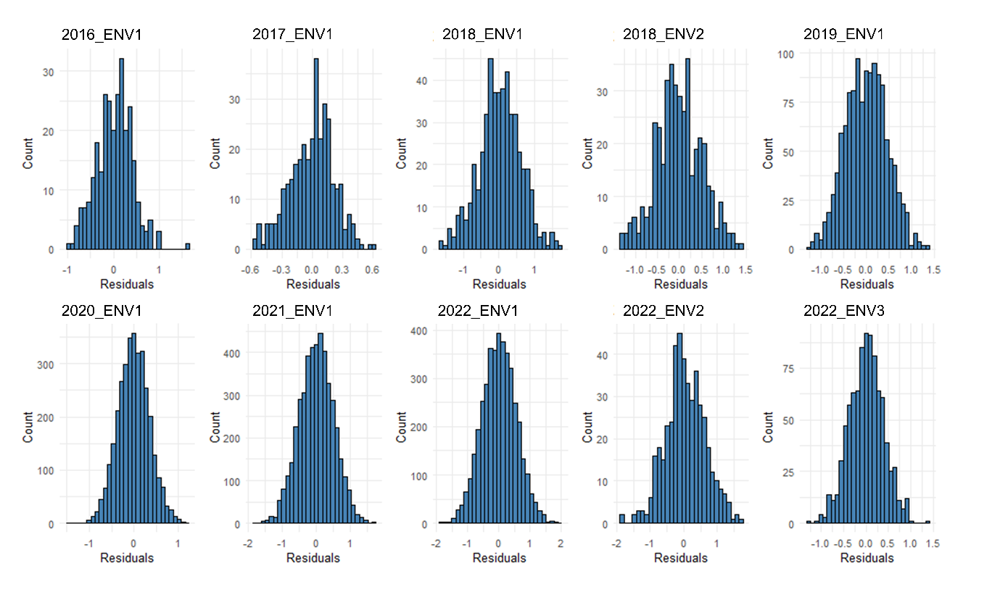 2016_ENV1 2017_ENV1 2018_ENV1 2018_ENV2 2019_ENV1
Count
30
20
10
0
-1 0 1
Residuals
Count
30
20
10
0
-0.6 -0.3 0.0 0.3 0.6
Residuals
Count
40
30
20
10
0
-1 0 1
Residuals
Count
30
20
10
0
-1.0 -0.5 0.0 0.5 1.0 1.5
Residuals
Count
100
75
50
25
0
-1.0 -0.5 0.0 0.5 1.0 1.5
Residuals
2020_ENV1 2021_ENV1 2022_ENV1 2022_ENV2 2022_ENV3
Count
300
200
100
0
-1 0 1
Residuals
Count
400
300
200
100
0
-2 -1 0 1
Residuals
Count
400
300
200
100
0
-2 -1 0 1 2
Residuals
Count
40
30
20
10
0
-2 -1 0 1
Residuals
Count
75
50
25
0
-1.0 -0.5 0.0 0.5 1.0 1.5
Residuals